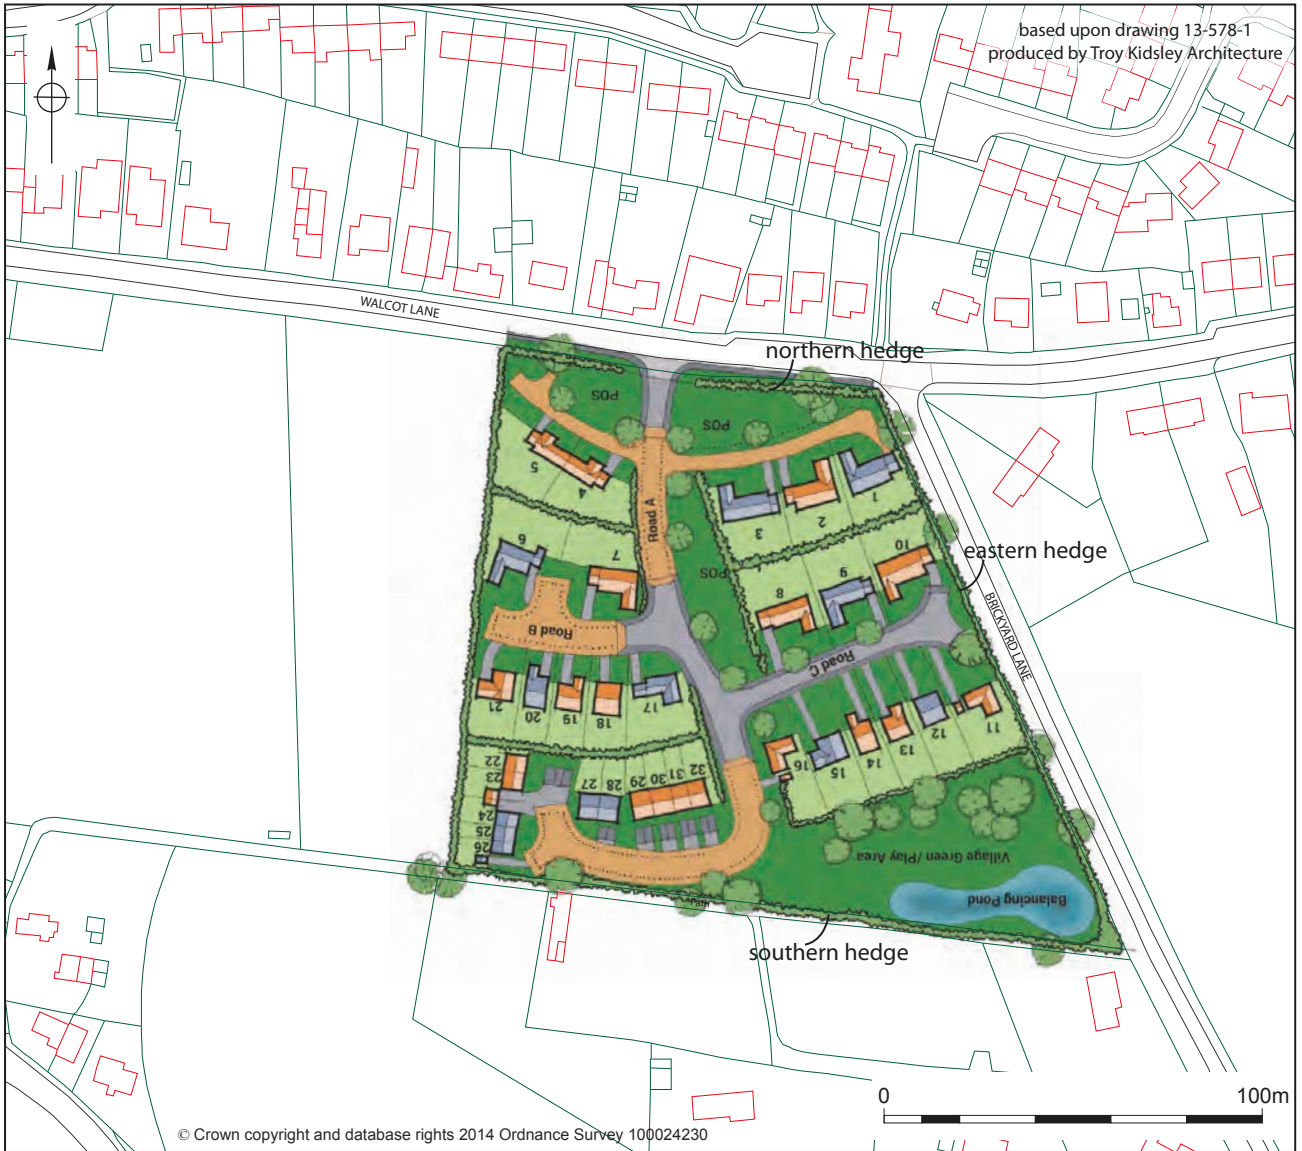 based upon drawing 13-578-1
produced by Troy Kidsley Architecture
WALCOT LANE
northern hedge
POS
POS
5
4
Road A
3
2
1
eastern hedge
6
7
POS
8
9
10
BRICKYARD LANE
Road B
Road C
21
20
19
18
17
16
15
14
13
12
11
22
23
24
25
26
27
28
29
30
31
32
Village Green/Play Area
Balancing Pond
Path
southern hedge
0
100m
© Crown copyright and database rights 2014 Ordnance Survey 100024230